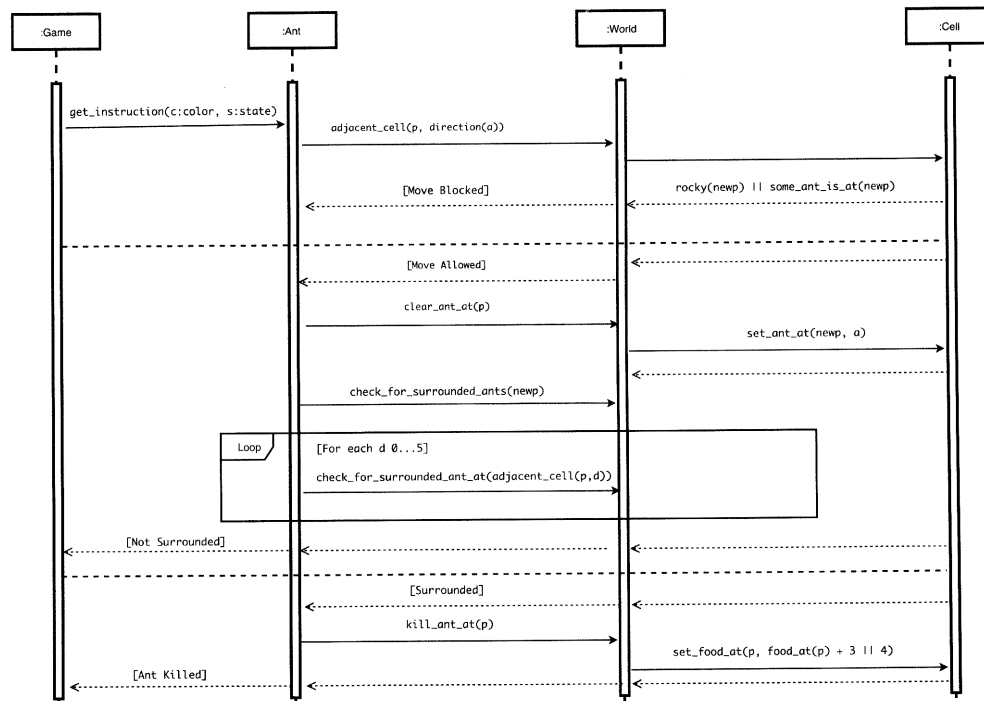 :Game
:Ant
:World
:Cell
get_instruction(c:color, s:state)
adjacent_cell(p, direction(a))
[Move Blocked]
rocky(newp) || some_ant_is_at(newp)
[Move Allowed]
clear_ant_at(p)
set_ant_at(newp, a)
check_for_surrounded_ants(newp)
Loop
[For each d 0...5]
check_for_surrounded_ant_at(adjacent_cell(p,d))
[Not Surrounded]
[Surrounded]
kill_ant_at(p)
set_food_at(p, food_at(p) + 3 || 4)
[Ant Killed]